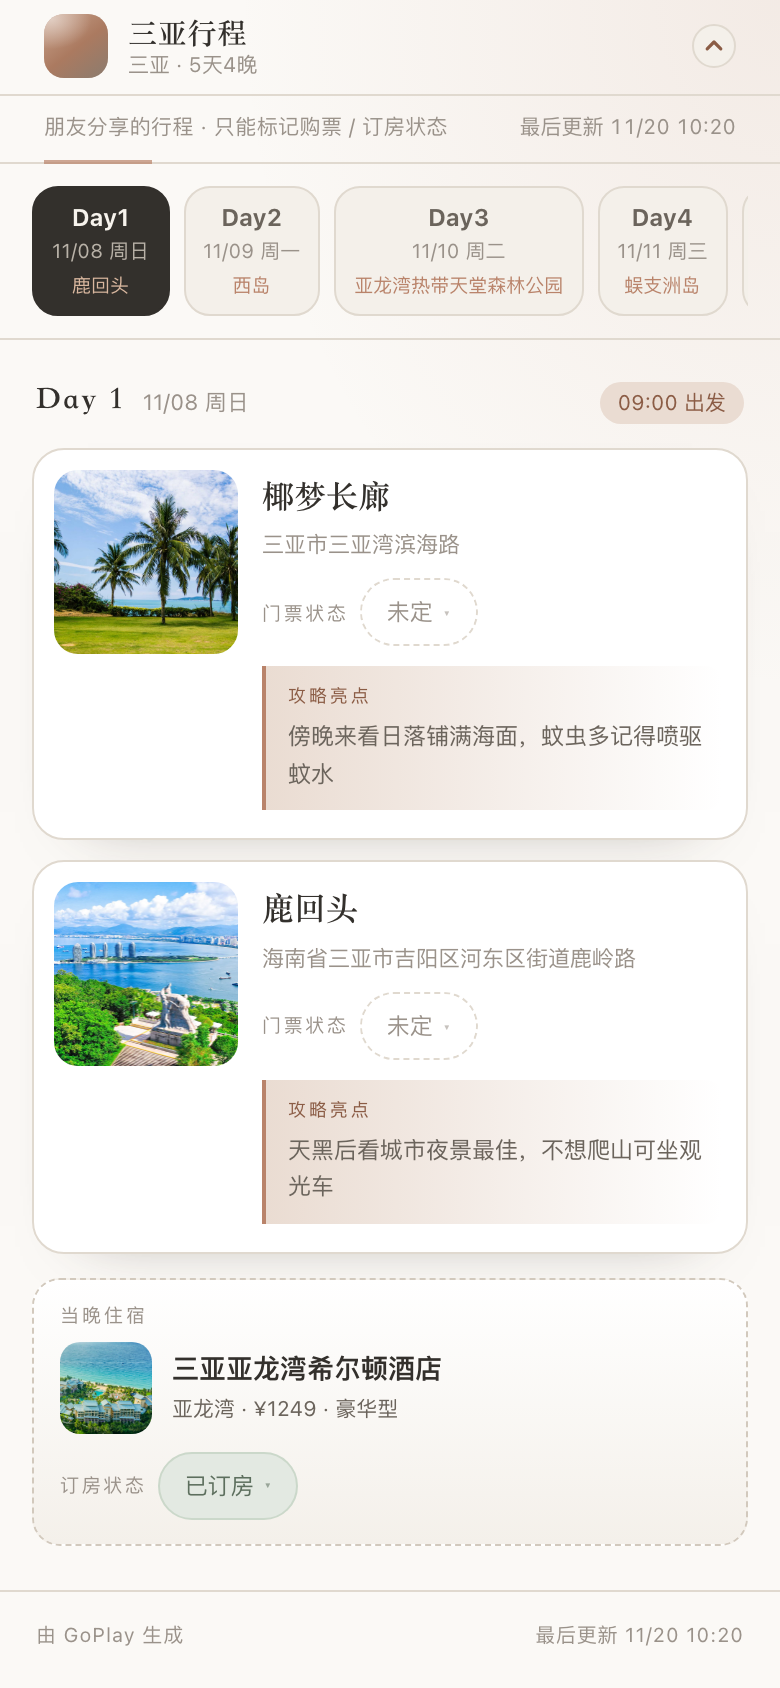 三亚行程
三亚 · 5天4晚
朋友分享的行程 · 只能标记购票 / 订房状态
最后更新 11/20 10:20
Day1
11/08 周日
鹿回头
Day2
11/09 周一
西岛
Day3
11/10 周二
亚龙湾热带天堂森林公园
Day4
11/11 周三
蜈支洲岛
Day 1 11/08 周日
09:00 出发
椰梦长廊
三亚市三亚湾滨海路
门票状态 未定
攻略亮点
傍晚来看日落铺满海面，蚊虫多记得喷驱
蚊水
鹿回头
海南省三亚市吉阳区河东区街道鹿岭路
门票状态 未定
攻略亮点
天黑后看城市夜景最佳，不想爬山可坐观
光车
当晚住宿
三亚亚龙湾希尔顿酒店
亚龙湾 · ¥1249 · 豪华型
订房状态 已订房
由 GoPlay 生成
最后更新 11/20 10:20